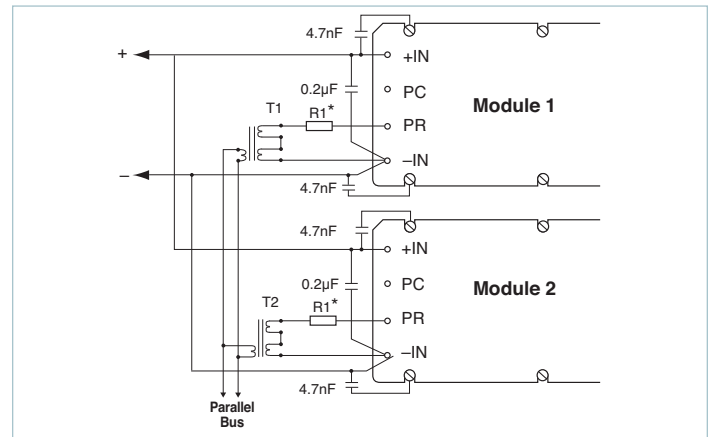 4.7nF
+
+IN
0.2µF
PC
Module 1
T1
R1*
PR
–
–IN
4.7nF
4.7nF
+IN
0.2µF
PC
Module 2
T2
R1*
PR
–IN
4.7nF
Parallel
Bus